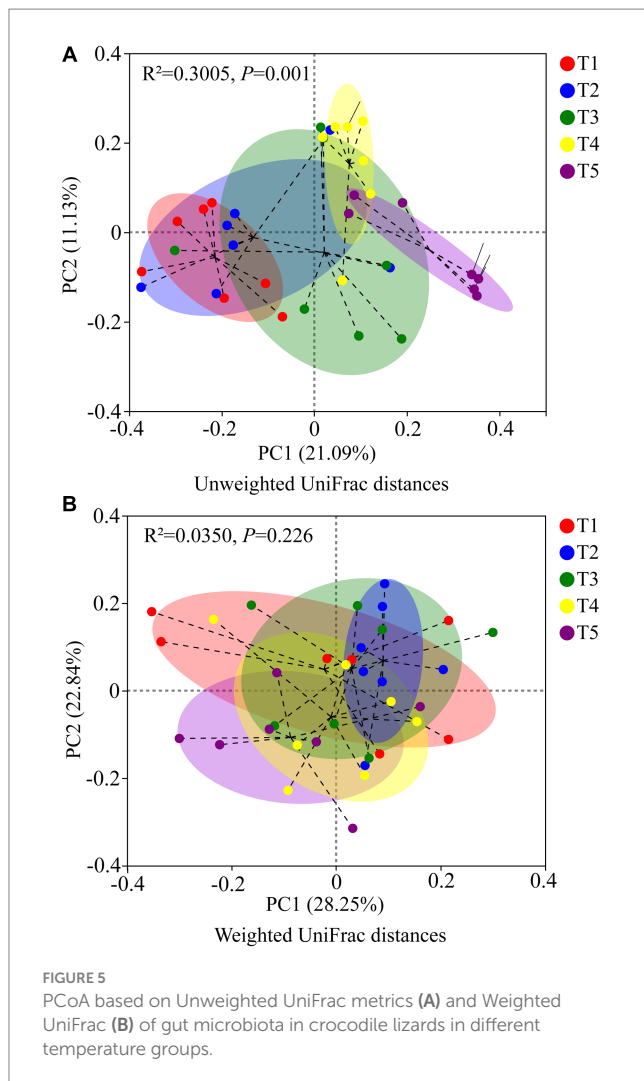 A
R²=0.3005, P=0.001
T1
T2
T3
T4
T5
0.4
0.2
0
-0.2
-0.4
PC2 (11.13%)
-0.4
-0.2
0
0.2
0.4
PC1 (21.09%)
Unweighted UniFrac distances
B
R²=0.0350, P=0.226
T1
T2
T3
T4
T5
0.4
0.2
0
-0.2
-0.4
PC2 (22.84%)
-0.4
-0.2
0
0.2
0.4
PC1 (28.25%)
Weighted UniFrac distances
FIGURE 5
PCoA based on Unweighted UniFrac metrics (A) and Weighted
UniFrac (B) of gut microbiota in crocodile lizards in different
temperature groups.